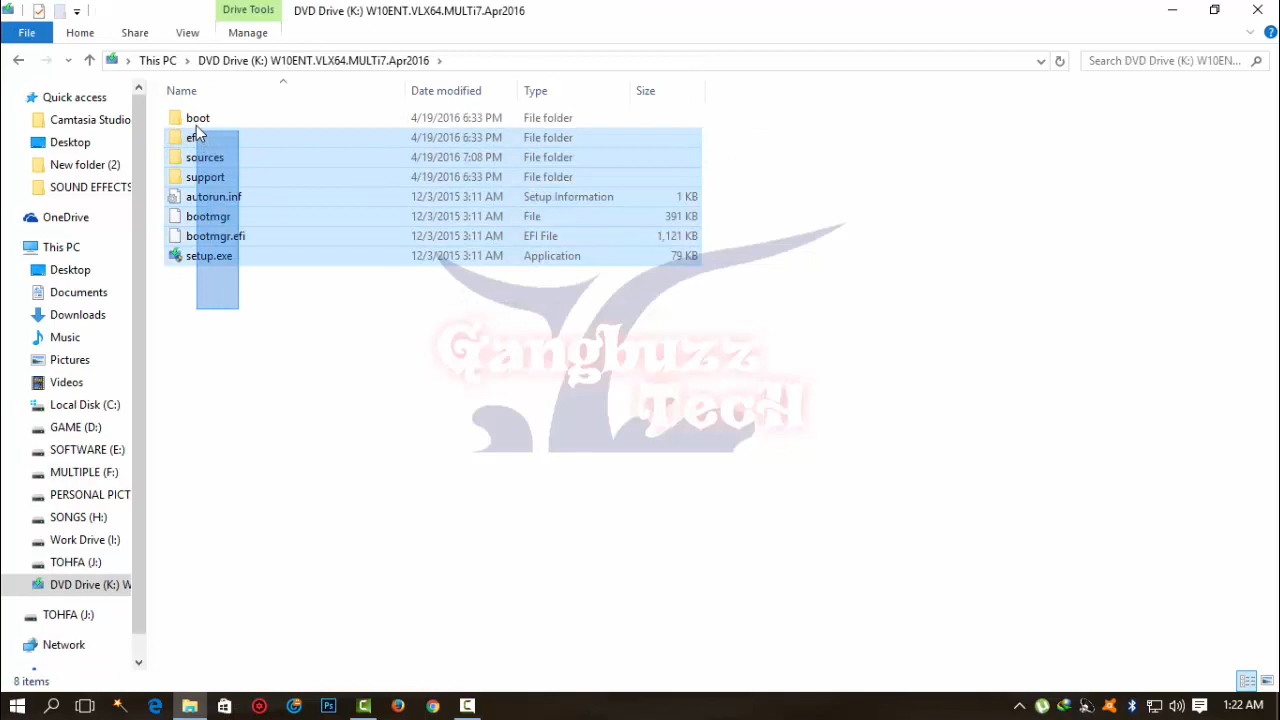 Drive Tools
DVD Drive (K:) W10ENT.VLX64.MULTi7.Apr2016
File
Home
Share
View
Manage
This PC
DVD Drive (K:) W10ENT.VLX64.MULTi7.Apr2016
Search DVD Drive (K:) W10EN...
Name
Date modified
Type
Size
boot
4/19/2016 6:33 PM
File folder
4/19/2016 6:33 PM
File folder
sources
4/19/2016 7:08 PM
File folder
support
4/19/2016 6:33 PM
File folder
autorun.inf
12/3/2015 3:11 AM
Setup Information
1 KB
bootmgr
12/3/2015 3:11 AM
File
391 KB
bootmgr.efi
12/3/2015 3:11 AM
EFI File
1,121 KB
setup.exe
12/3/2015 3:11 AM
Application
79 KB
Quick access
Camtasia Studio
Desktop
New folder (2)
SOUND EFFECTS
OneDrive
This PC
Desktop
Documents
Downloads
Music
Pictures
Videos
Local Disk (C:)
GAME (D:)
SOFTWARE (E:)
MULTIPLE (F:)
PERSONAL PICT
SONGS (H:)
Work Drive (I:)
TOHFA (J:)
DVD Drive (K:) W
TOHFA (J:)
Network
Gangbuzz
Tech
8 items
Ps
1:22 AM